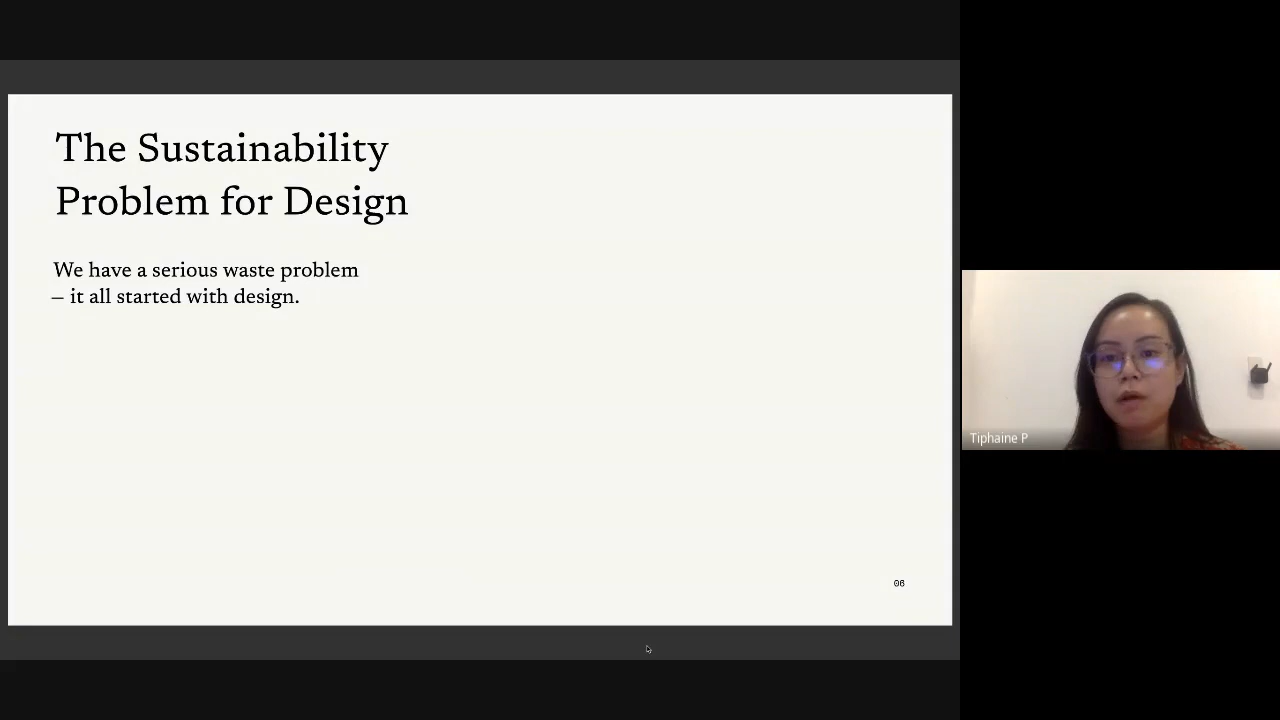 The Sustainability
Problem for Design
We have a serious waste problem
– it all started with design.
06
Tiphaine P